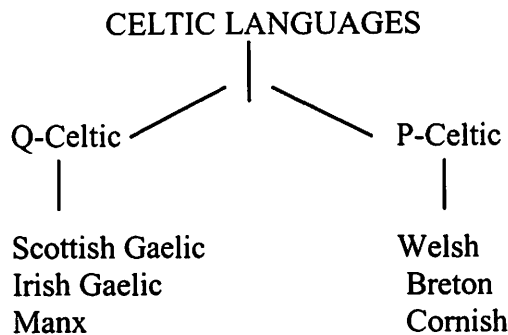 CELTIC LANGUAGES
Q-Celtic
P-Celtic
Scottish Gaelic
Irish Gaelic
Manx
Welsh
Breton
Cornish